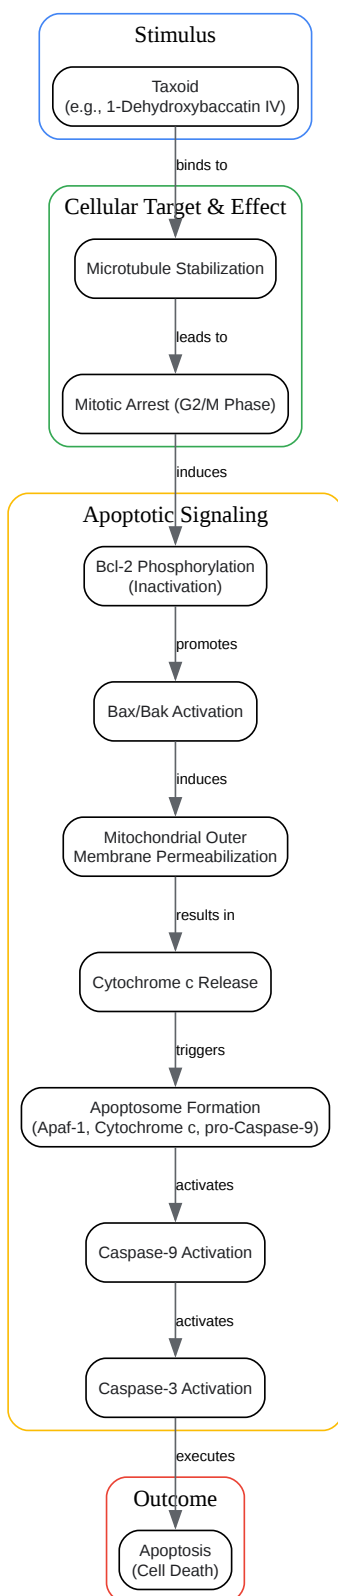 Stimulus
Taxoid
(e.g., 1-Dehydroxybaccatin IV)
binds to
Cellular Target & Effect
Microtubule Stabilization
leads to
Mitotic Arrest (G2/M Phase)
induces
Apoptotic Signaling
Bcl-2 Phosphorylation
(Inactivation)
promotes
Bax/Bak Activation
induces
Mitochondrial Outer
Membrane Permeabilization
results in
Cytochrome c Release
triggers
Apoptosome Formation
(Apaf-1, Cytochrome c, pro-Caspase-9)
activates
Caspase-9 Activation
activates
Caspase-3 Activation
executes
Outcome
Apoptosis
(Cell Death)